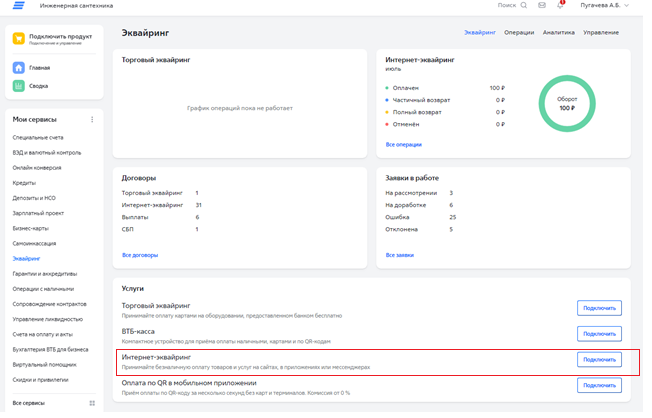 Инженерная сантехника
Поиск
1
Пугачева А.Б.
Подключить продукт
Подключение и управление
Главная
Сводка
Мои сервисы
Специальные счета
ВЭД и валютный контроль
Онлайн конверсия
Кредиты
Депозиты и НСО
Зарплатный проект
Бизнес-карты
Самоинкассация
Эквайринг
Гарантии и аккредитивы
Операции с наличными
Сопровождение контрактов
Управление ликвидностью
Счета на оплату и акты
Бухгалтерия ВТБ для бизнеса
Виртуальный помощник
Скидки и привилегии
Все сервисы
Эквайринг
Эквайринг Операции Аналитика Управление
Торговый эквайринг
График операций пока не работает
Интернет-эквайринг
июль
Оплачен 100 ₽
Частичный возврат 0 ₽
Полный возврат 0 ₽
Отменён 0 ₽
Оборот
100 ₽
Все операции
Договоры
Торговый эквайринг 1
Интернет-эквайринг 31
Выплаты 6
СБП 1
Все договоры
Заявки в работе
На рассмотрении 3
На доработке 6
Ошибка 25
Отклонена 5
Все заявки
Услуги
Торговый эквайринг
Принимайте оплату картами на оборудовании, предоставленном банком бесплатно
Подключить
ВТБ-касса
Компактное устройство для приёма оплаты наличными, картами и по QR-кодам
Подключить
Интернет-эквайринг
Принимайте безналичную оплату товаров и услуг на сайтах, в приложениях или мессенджерах
Подключить
Оплата по QR в мобильном приложении
Приём оплаты по QR-коду за несколько секунд без карт и терминалов. Комиссия от 0 %
Подключить